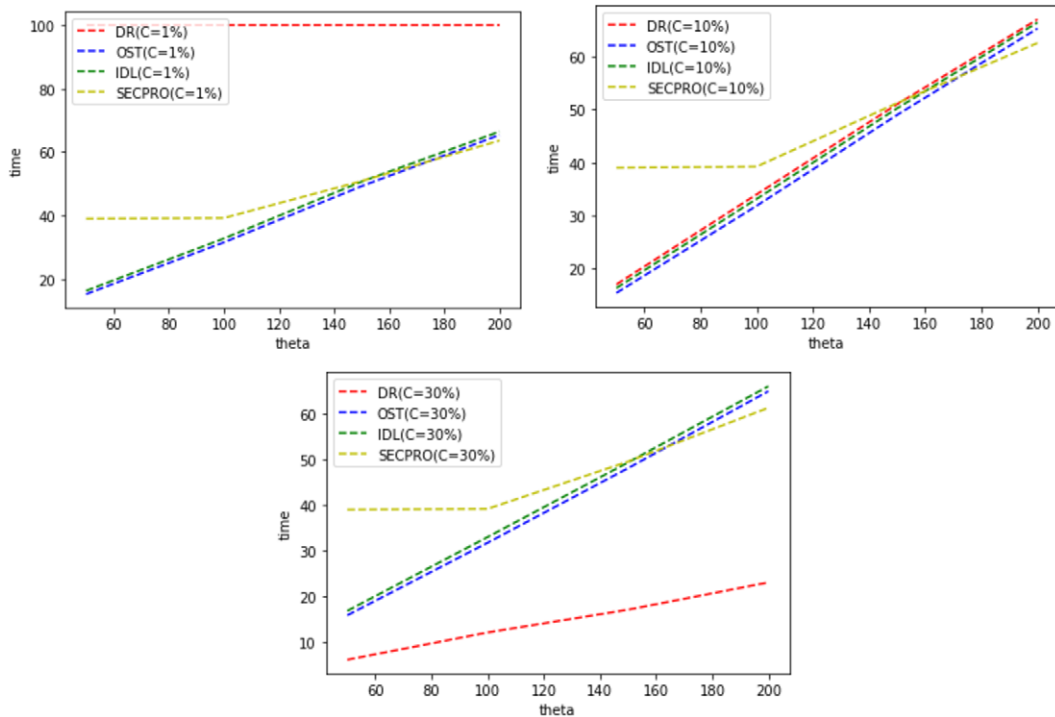 100
80
60
40
20
time
DR(C=1%)
OST(C=1%)
IDL(C=1%)
SECPRO(C=1%)
60 80 100 120 140 160 180 200
theta
60
50
40
30
20
time
DR(C=10%)
OST(C=10%)
IDL(C=10%)
SECPRO(C=10%)
60 80 100 120 140 160 180 200
theta
60
50
40
30
20
10
time
DR(C=30%)
OST(C=30%)
IDL(C=30%)
SECPRO(C=30%)
60 80 100 120 140 160 180 200
theta